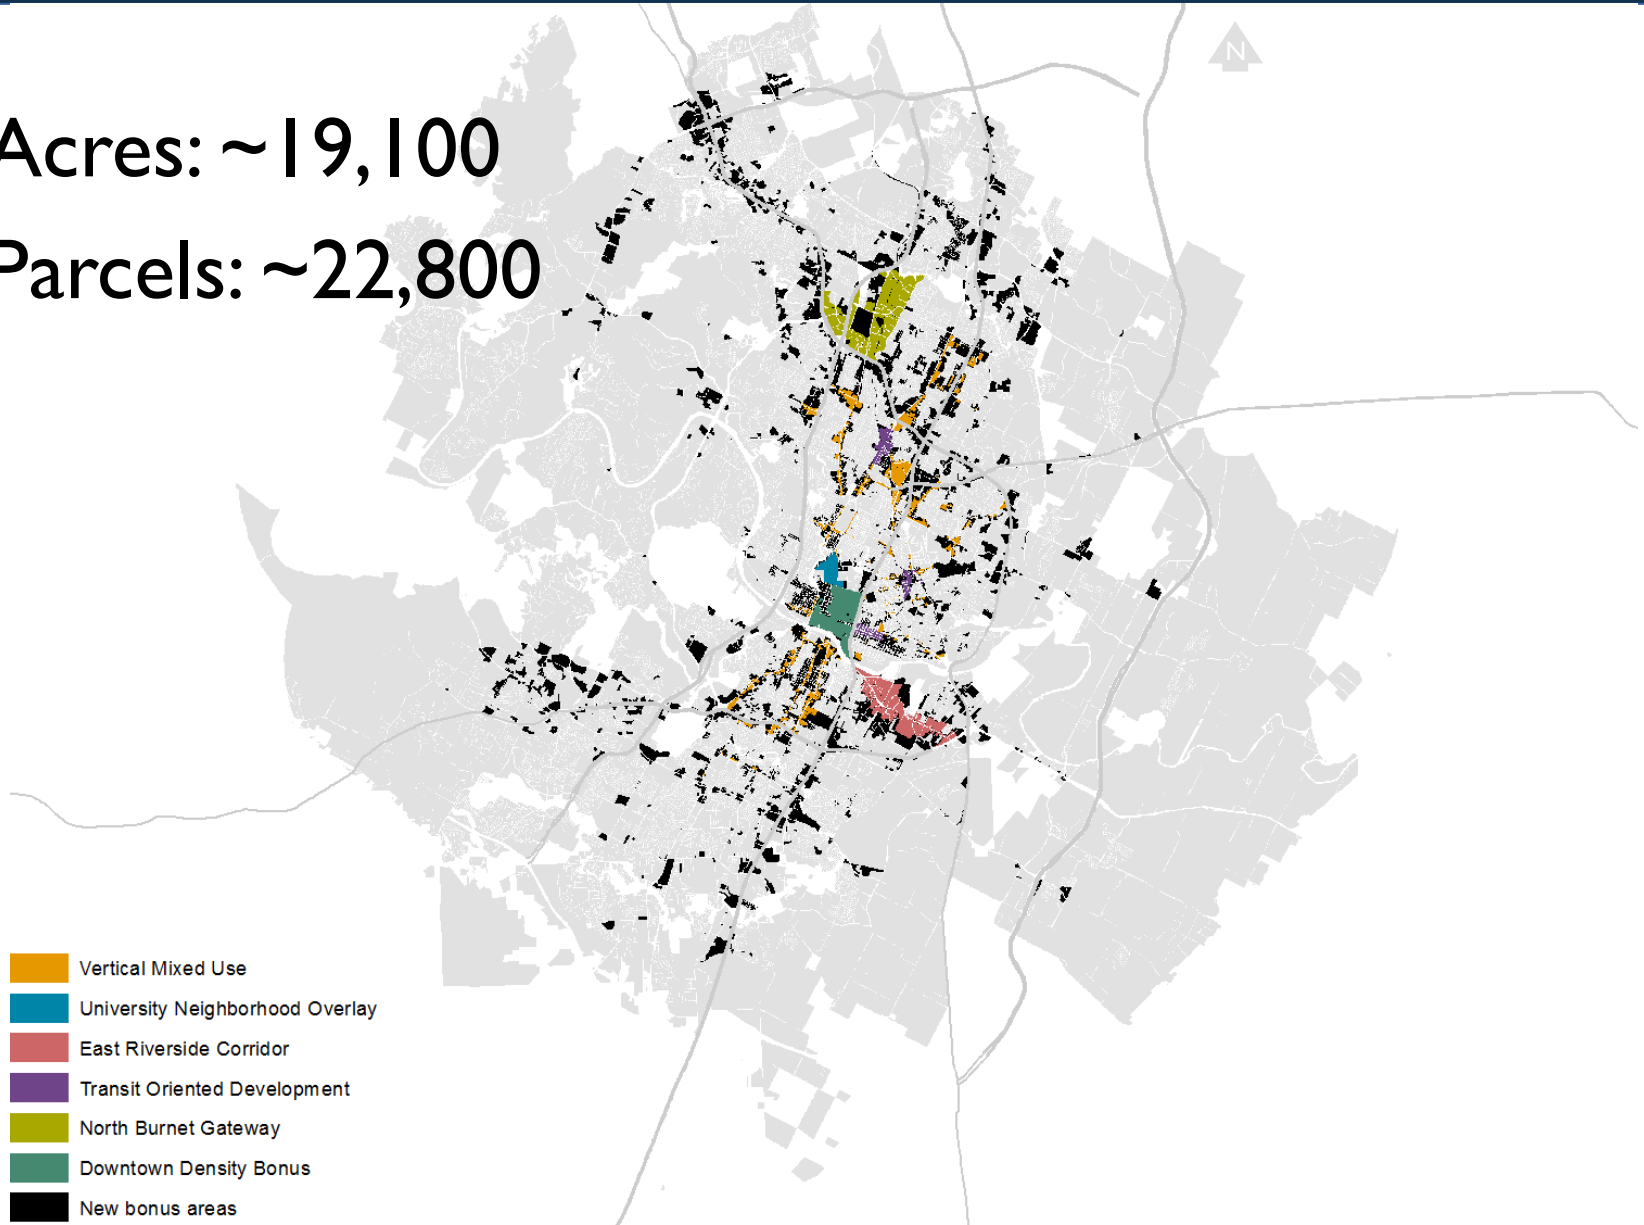 N
Acres: ~19,100
Parcels: ~22,800
Vertical Mixed Use
University Neighborhood Overlay
East Riverside Corridor
Transit Oriented Development
North Burnet Gateway
Downtown Density Bonus
New bonus areas